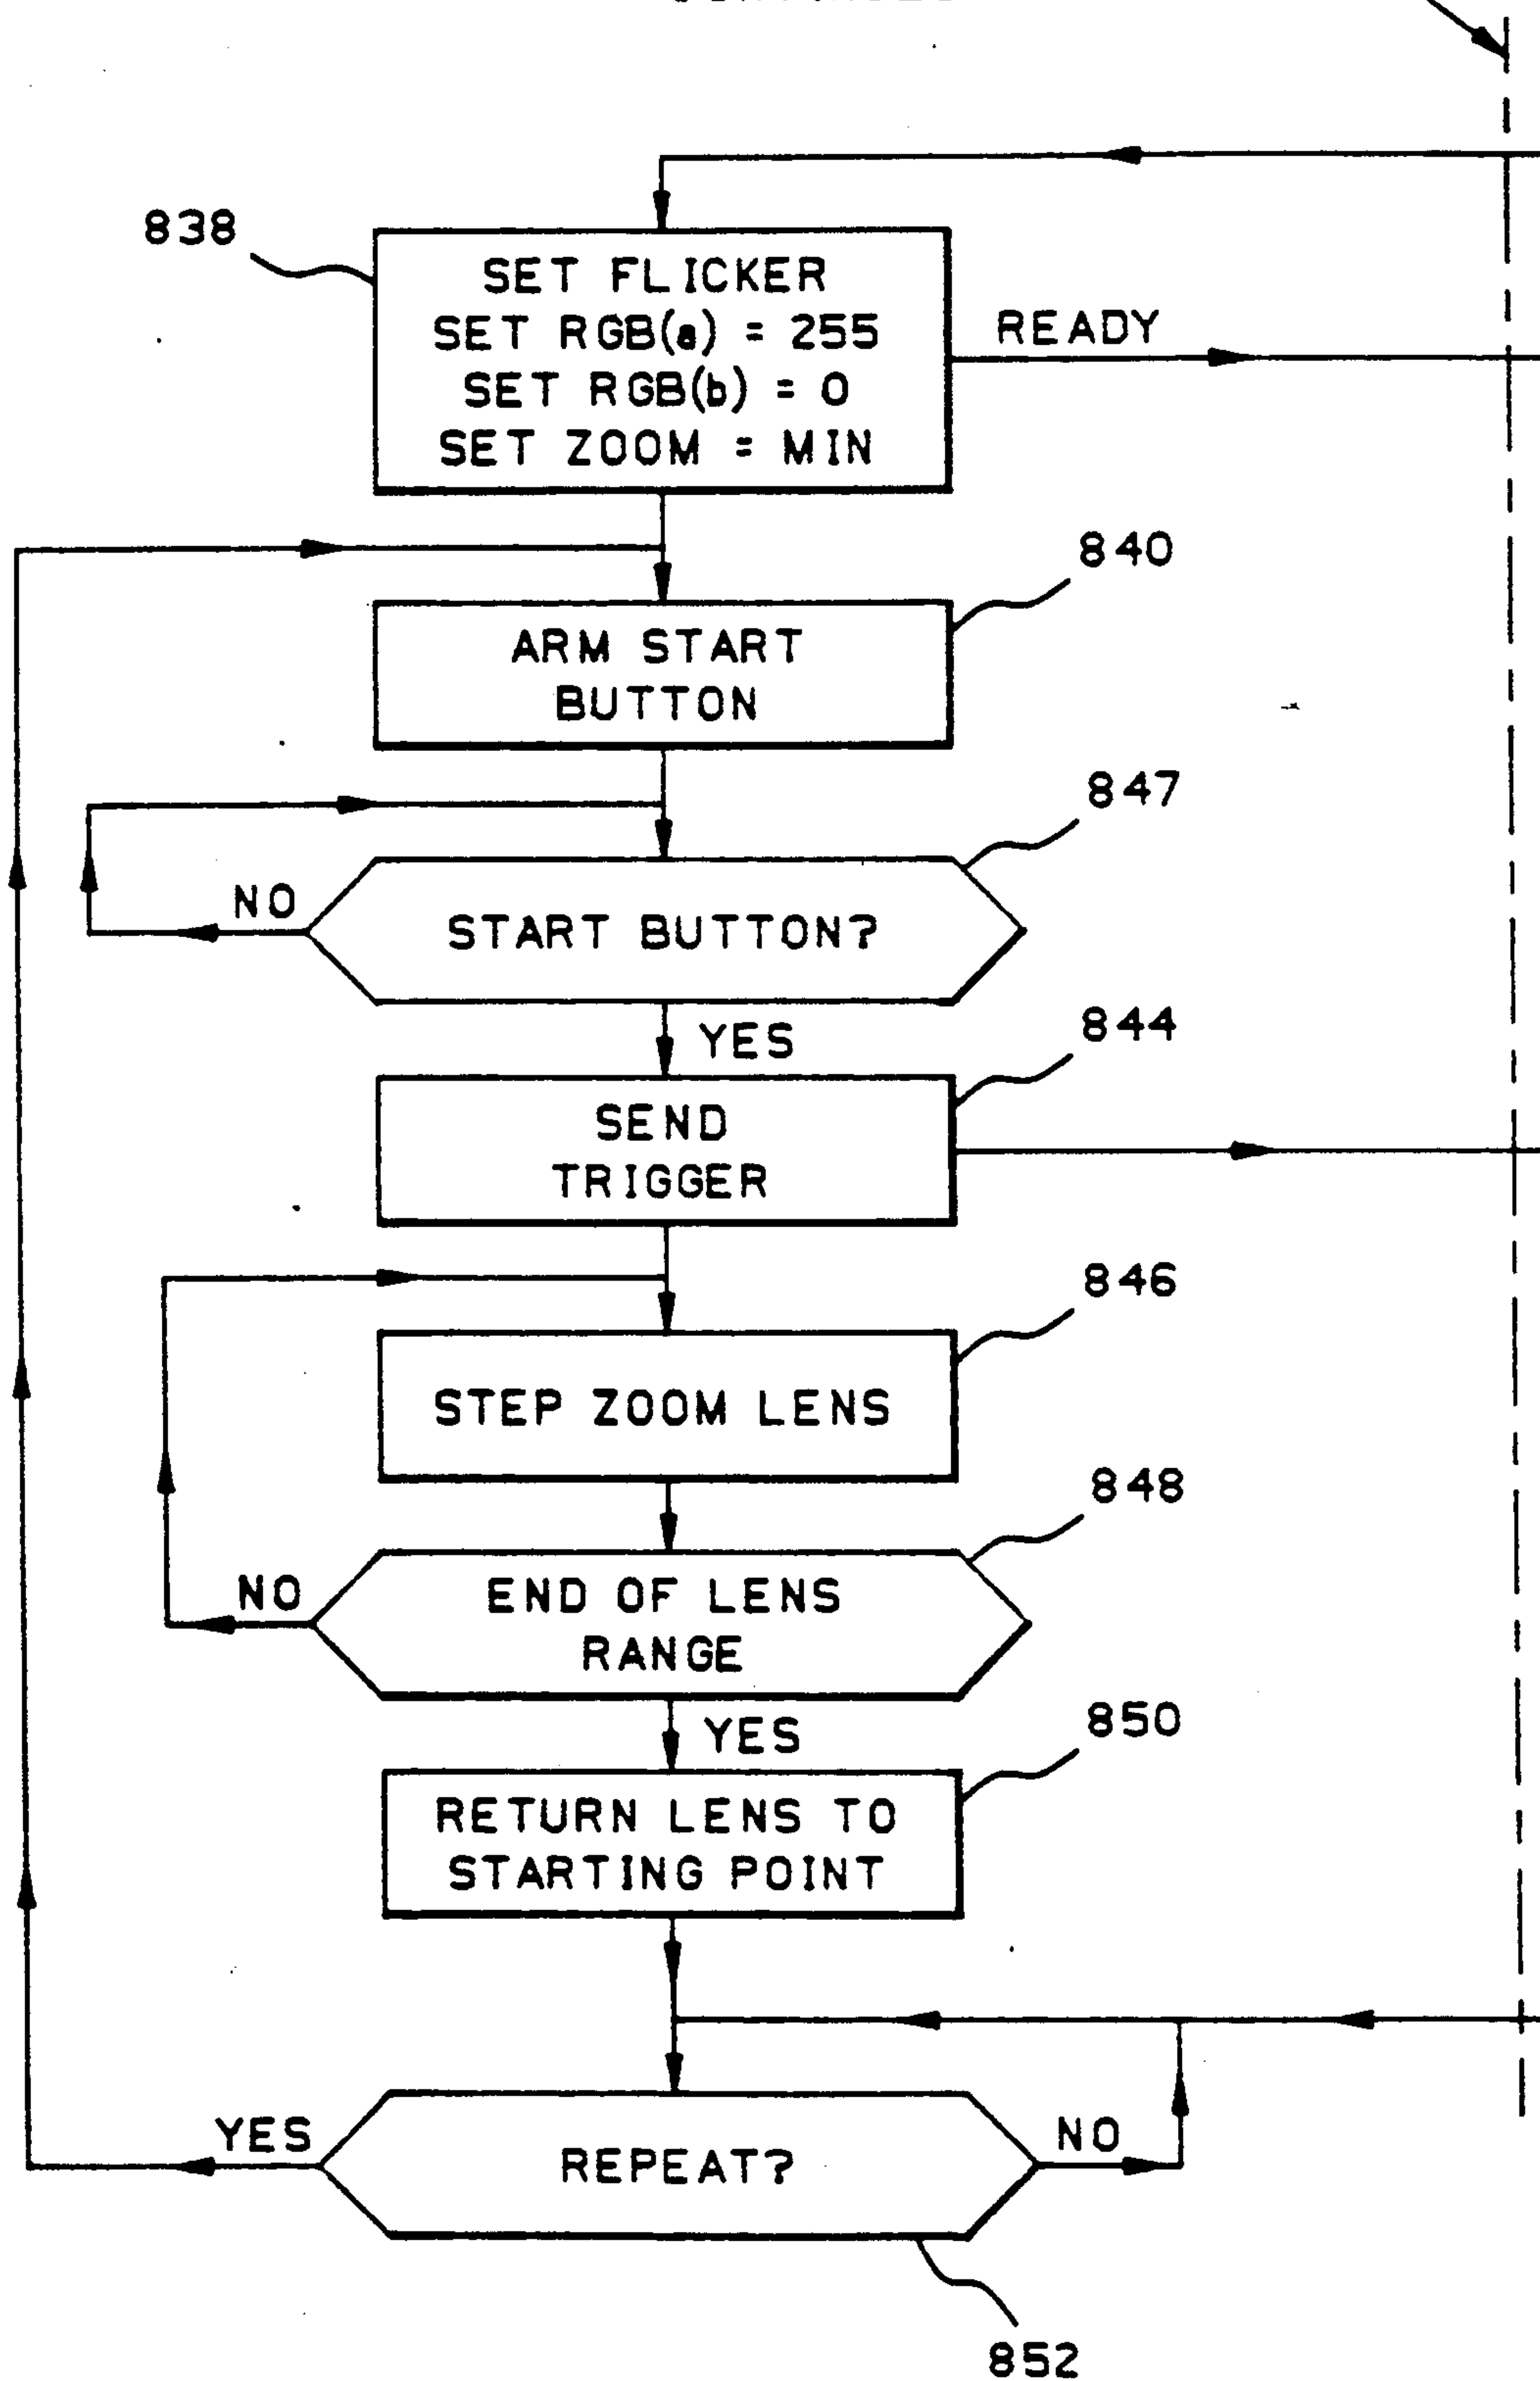 838
SET FLICKER
SET RGB(a) = 255
SET RGB(b) = 0
SET ZOOM = MIN
READY
840
ARM START
BUTTON
847
NO
START BUTTON?
YES
844
SEND
TRIGGER
846
STEP ZOOM LENS
848
NO
END OF LENS
RANGE
YES
850
RETURN LENS TO
STARTING POINT
YES
REPEAT?
NO
852